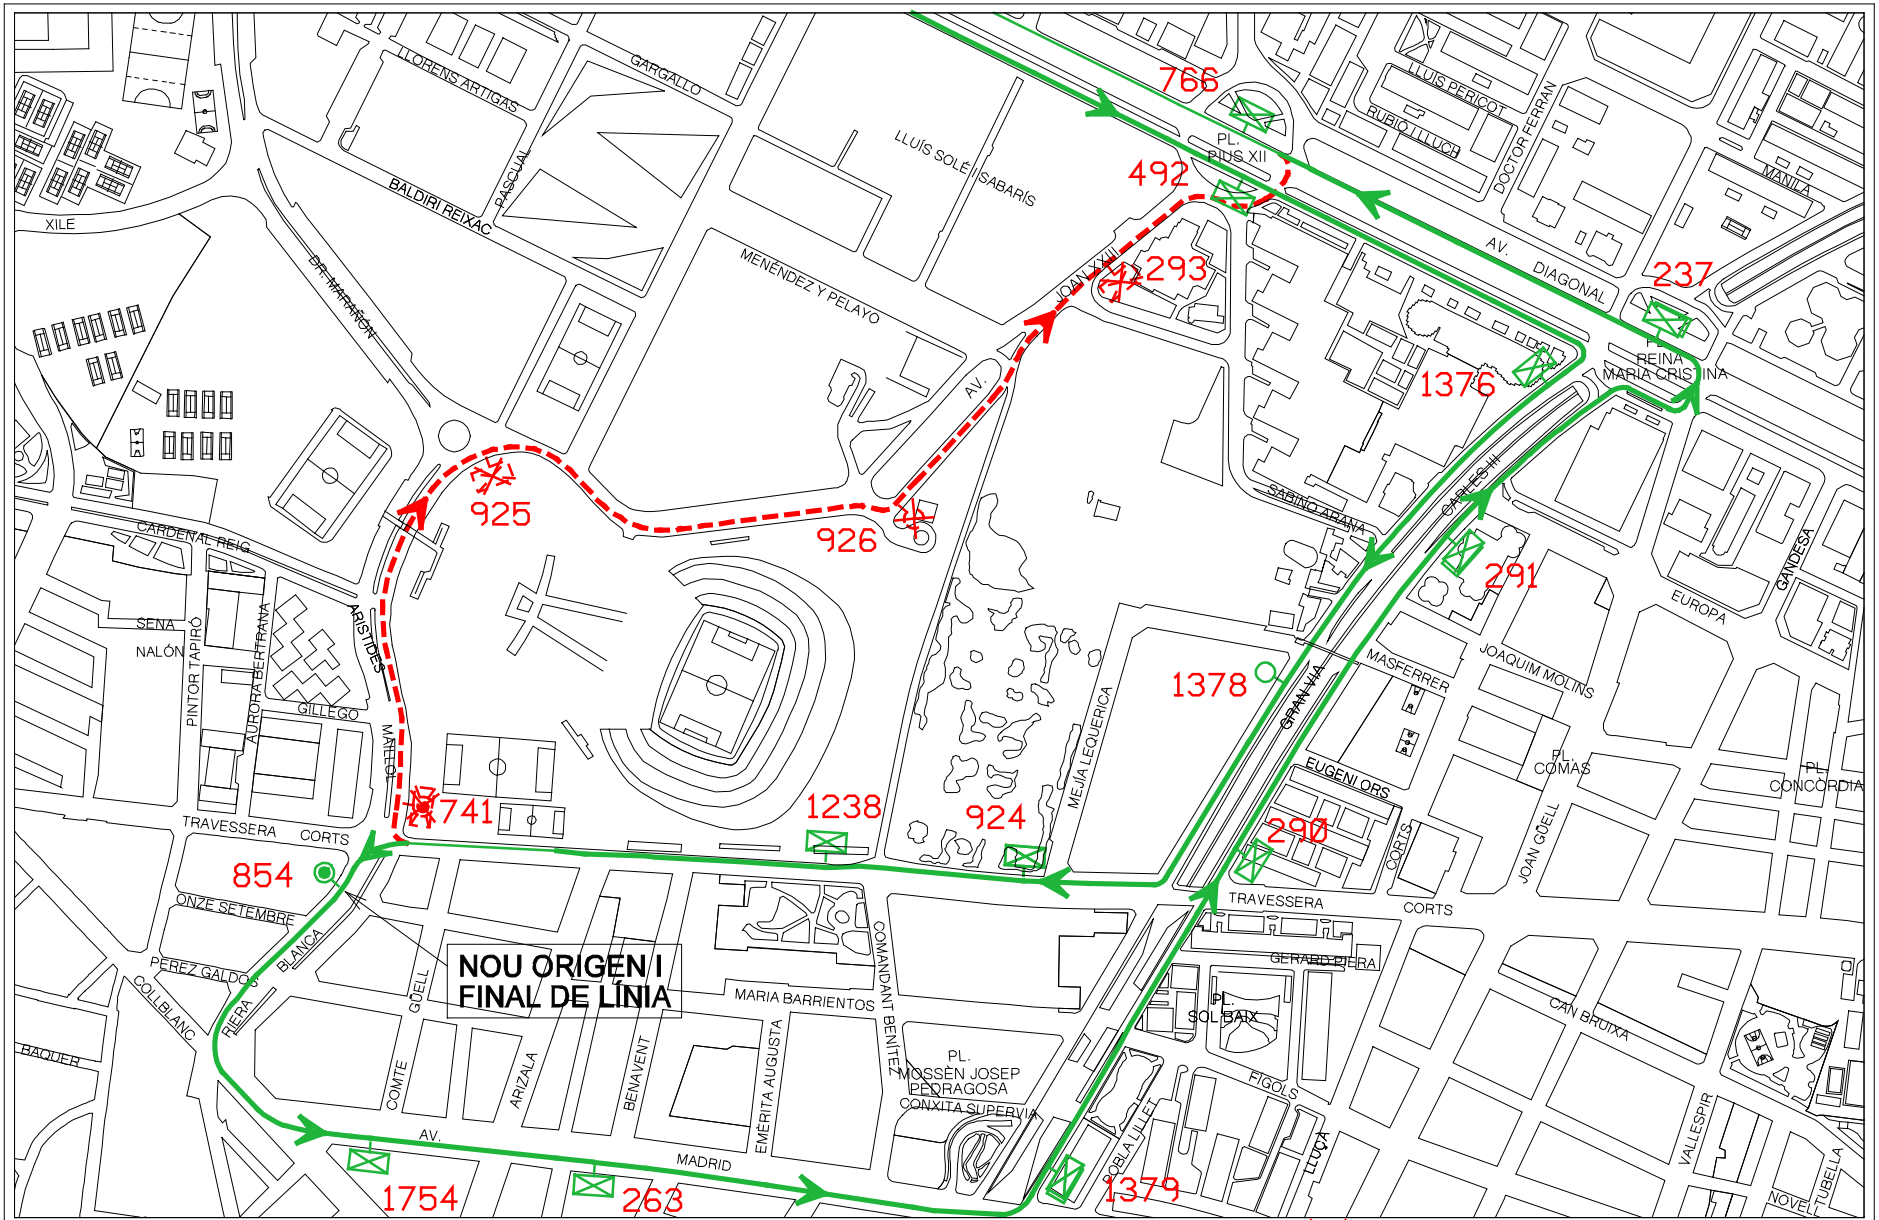 766
GARGALLO
LLORENS ARTIGAS
LLUÍS PERICOT
RUBIÓ I LLUCH
DOCTOR FERRAN
PL.
PIUS XII
LLUÍS SOLÉ I SABARÍS
PASCUAL
492
MANILA
BALDIRI REIXAC
XILE
AV.
DIAGONAL
237
JOAN XXIII
293
DR. MARAÑÓN
MENÉNDEZ Y PELAYO
REINA
MARIA CRISTINA
1376
AV.
CARLES III
SABINO ARANA
925
926
CARDENAL REIG
291
GANDESA
EUROPA
SENA
NALÓN
PINTOR TAPIRÓ
AURORA BERTRANA
ARISTIDES
MAILLOL
GILLEGO
MASFERRER
JOAQUIM MOLINS
1378
GRAN VIA
MEJÍA LEQUERICA
PL.
COMAS
PL.
CONCÒRDIA
EUGENI ORS
741
1238
924
290
TRAVESSERA
CORTS
CORTS
JOAN GÜELL
854
TRAVESSERA
CORTS
ONZE SETEMBRE
BLANCA
RIERA
PEREZ GALDOS
COLLBLANC
NOU ORIGEN I
FINAL DE LÍNIA
GÜELL
COMTE
MARIA BARRIENTOS
COMANDANT BENÍTEZ
GERARD PIERA
PL.
SOL BAIX
CAN BRUIXA
BAQUER
ARIZALA
BENAVENT
EMÈRITA AUGUSTA
PL.
MOSSÈN JOSEP
PEDRAGOSA
CONXITA SUPERVIA
FÍGOLS
POBLA LILLET
LLUÇÀ
VALLESPIR
AV.
MADRID
1754
263
1379
NOVELL
TUBELLA